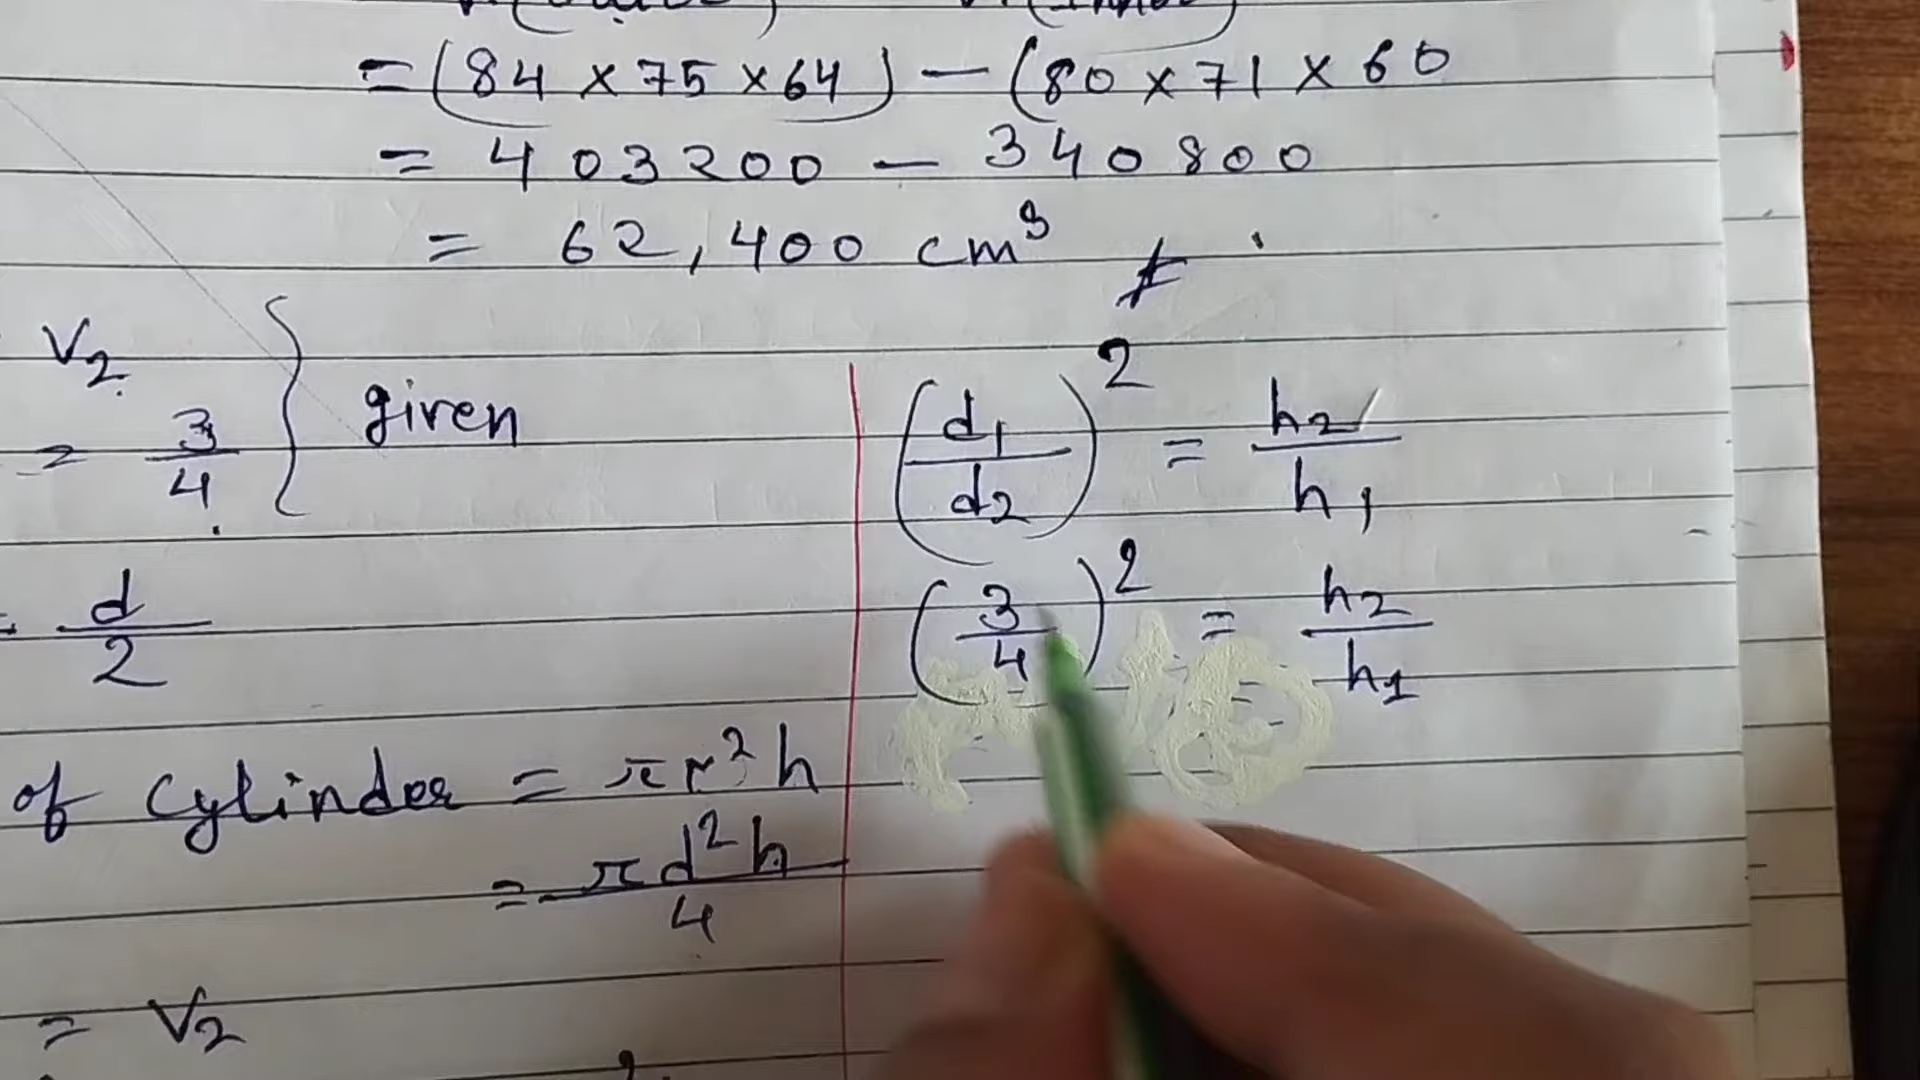 = (84 × 75 × 64) − (80 × 71 × 60
= 403200 − 340800
= 62,400 cm³
V₂
= 3/4 } given
= d/2
of cylinder = πr²h
= πd²h/4
= V₂
(d₁/d₂)² = h₂/h₁
(3/4)² = h₂/h₁